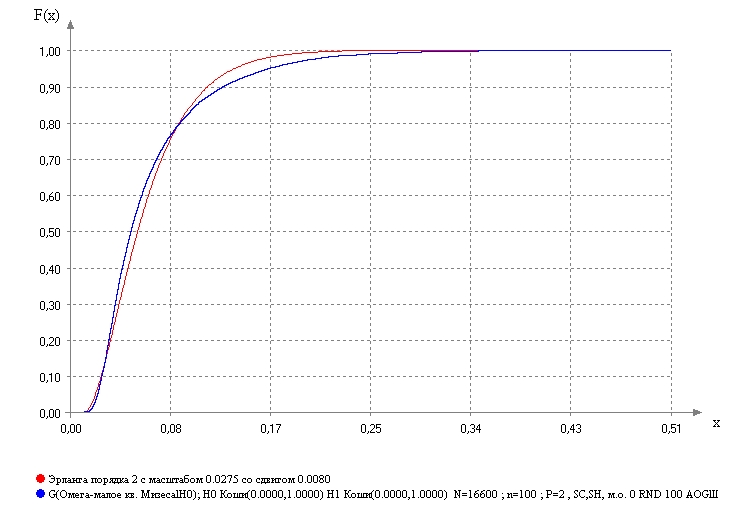 F(x)
1,00
0,90
0,80
0,70
0,60
0,50
0,40
0,30
0,20
0,10
0,00
0,00 0,08 0,17 0,25 0,34 0,43 0,51
x
Эрланга порядка 2 с масштабом 0.0275 со сдвигом 0.0080
G(Омега-малое кв. Мизеса|H0); H0 Коши(0.0000,1.0000) H1 Коши(0.0000,1.0000) N=16600 ; n=100 ; P=2 , SC,SH, м.о. 0 RND 100 АОGШ